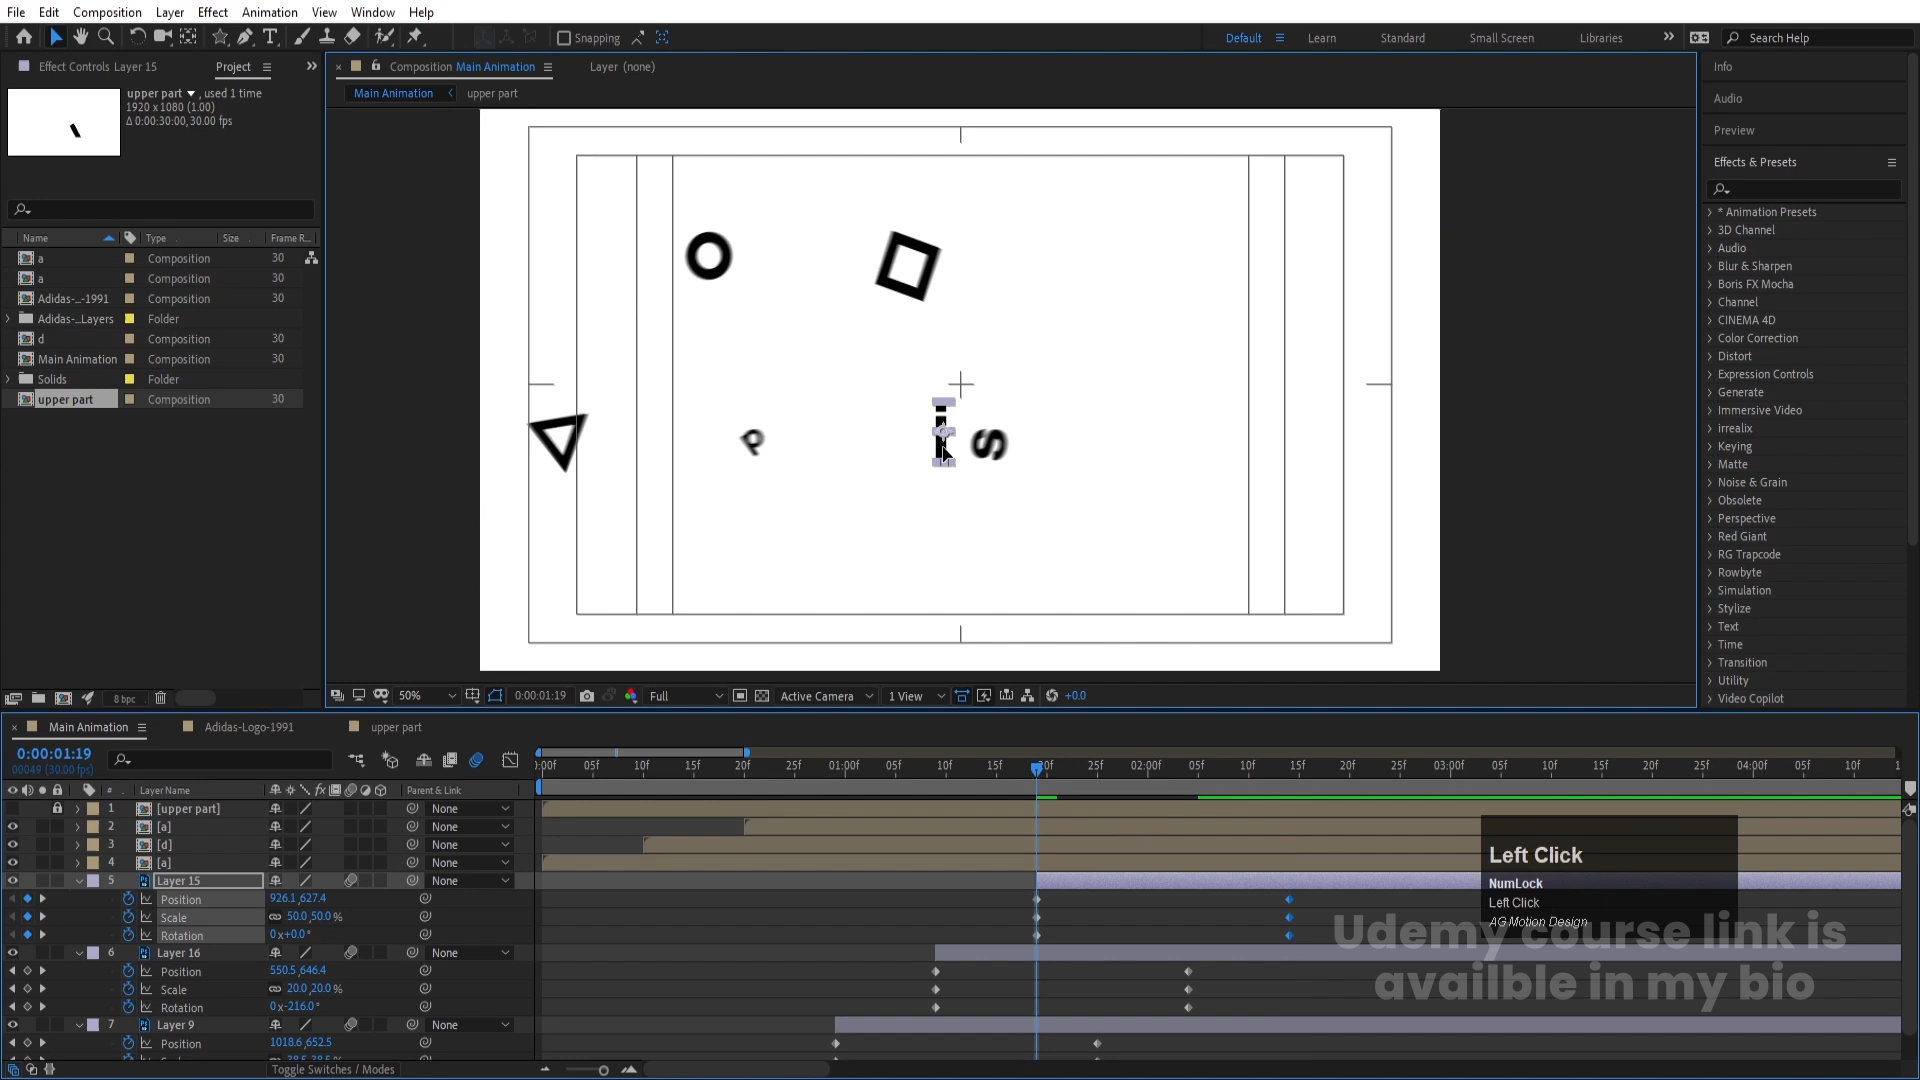 File Edit Composition Layer Effect Animation View Window Help
Snapping Default Learn Standard Small Screen Libraries Search Help
Effect Controls Layer 15 Project
Composition Main Animation Layer (none)
Main Animation upper part
upper part, used 1 time
1920 x 1080 (1.00)
Δ 0:00:30:00, 30.00 fps
Name Type Size Frame R...
a Composition 30
a Composition 30
Adidas-...-1991 Composition 30
Adidas-...Layers Folder
d Composition 30
Main Animation Composition 30
Solids Folder
upper part Composition 30
8 bpc
P
i
S
50% 0:00:01:19 Full Active Camera 1 View +0.0
Info
Audio
Preview
Effects & Presets
* Animation Presets
3D Channel
Audio
Blur & Sharpen
Boris FX Mocha
Channel
CINEMA 4D
Color Correction
Distort
Expression Controls
Generate
Immersive Video
irrealix
Keying
Matte
Noise & Grain
Obsolete
Perspective
Red Giant
RG Trapcode
Rowbyte
Simulation
Stylize
Text
Time
Transition
Utility
Video Copilot
Main Animation Adidas-Logo-1991 upper part
0:00:01:19
00049 (30.00 fps)
:00f 05f 10f 15f 20f 25f 01:00f 05f 10f 15f 20f 25f 02:00f 05f 10f 15f 20f 25f 03:00f 05f 10f 15f 20f 25f 04:00f 05f 10f 1
# Layer Name Parent & Link
1 [upper part] None
2 [a] None
3 [d] None
4 [a] None
5 Layer 15 None
Position 926.1,627.4
Scale 50.0,50.0%
Rotation 0x+0.0°
6 Layer 16 None
Position 550.5,646.4
Scale 20.0,20.0%
Rotation 0x-216.0°
7 Layer 9 None
Position 1018.6,652.5
Toggle Switches / Modes
Left Click
NumLock
Left Click
AG Motion Design
Udemy course link is
availble in my bio